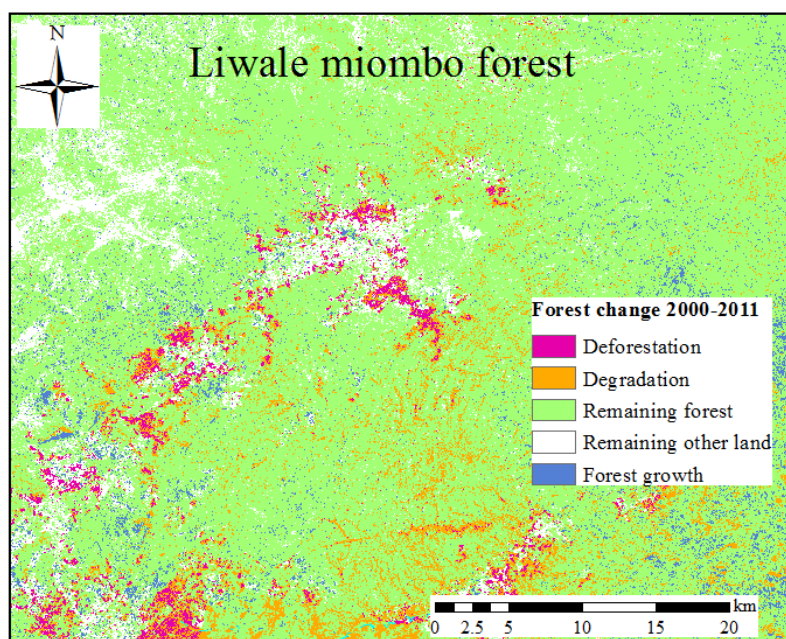 N
Liwale miombo forest
Forest change 2000-2011
Deforestation
Degradation
Remaining forest
Remaining other land
Forest growth
km
0 2.5 5 10 15 20